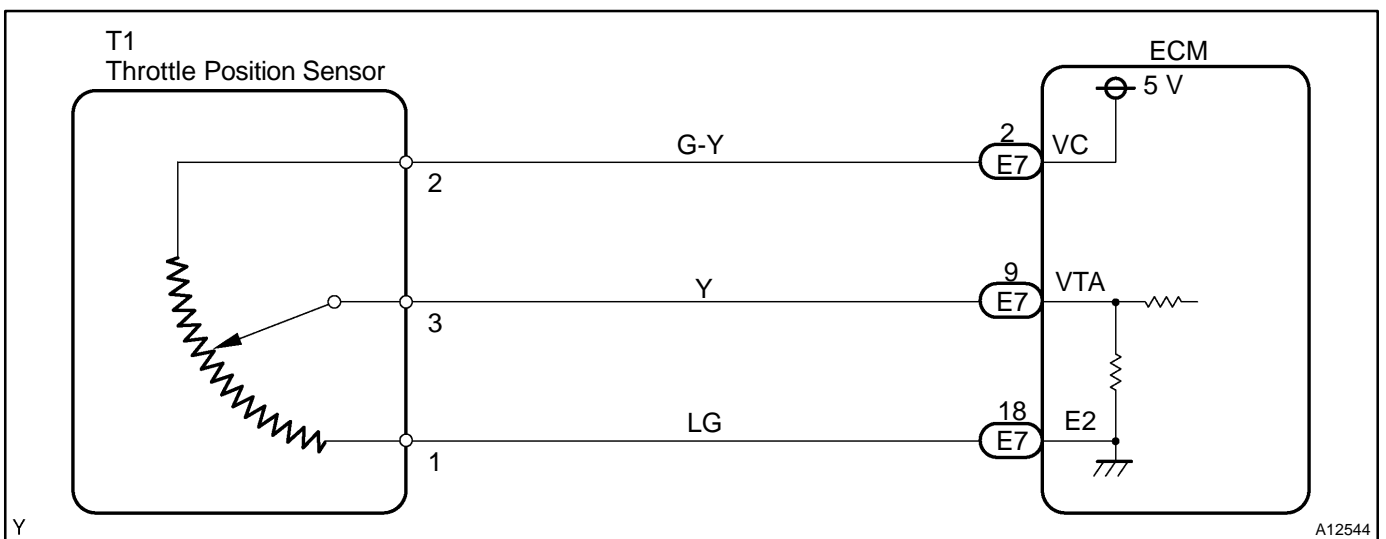 T1
Throttle Position Sensor
ECM
5 V
G-Y
2
E7
VC
2
Y
9
E7
VTA
3
LG
18
E7
E2
1
Y
A12544